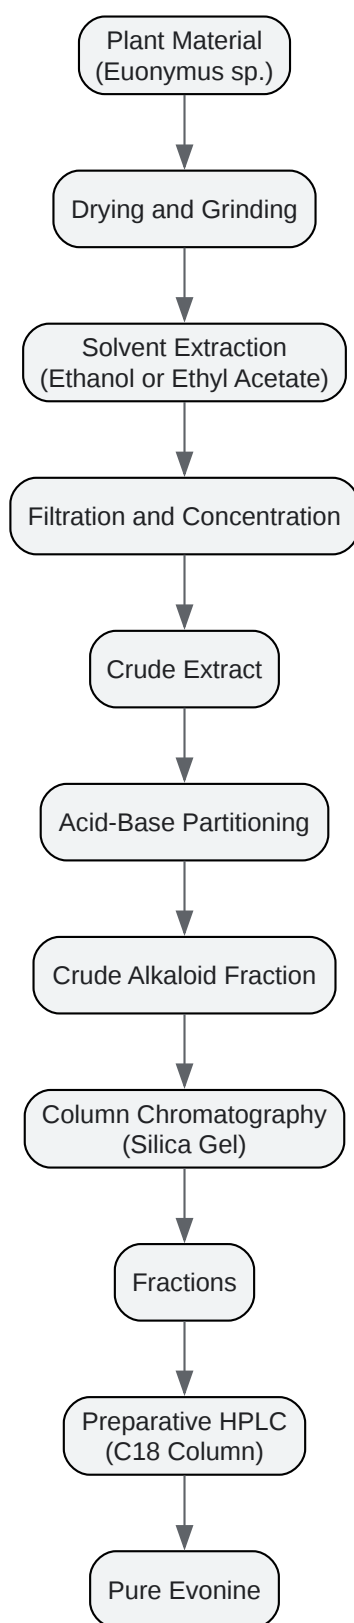 Plant Material
(Euonymus sp.)
Drying and Grinding
Solvent Extraction
(Ethanol or Ethyl Acetate)
Filtration and Concentration
Crude Extract
Acid-Base Partitioning
Crude Alkaloid Fraction
Column Chromatography
(Silica Gel)
Fractions
Preparative HPLC
(C18 Column)
Pure Evonine